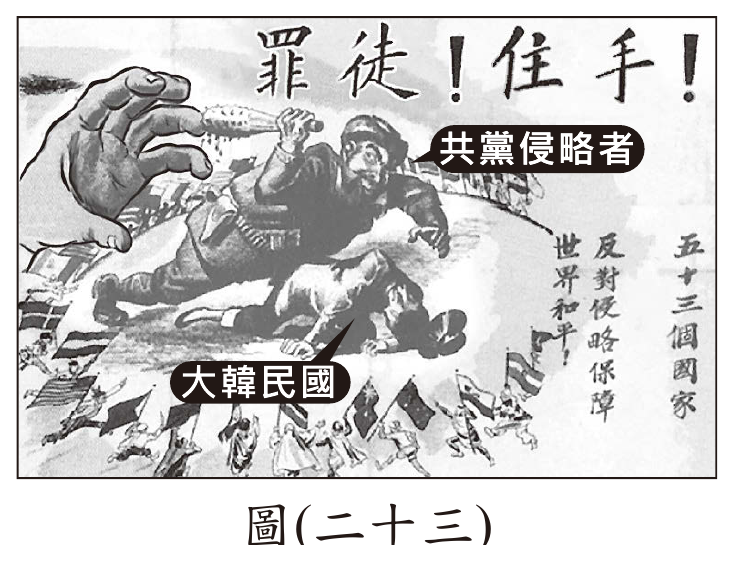 罪徒！住手！
共黨侵略者
五十三個國家
反對侵略保障
世界和平！
大韓民國
圖(二十三)